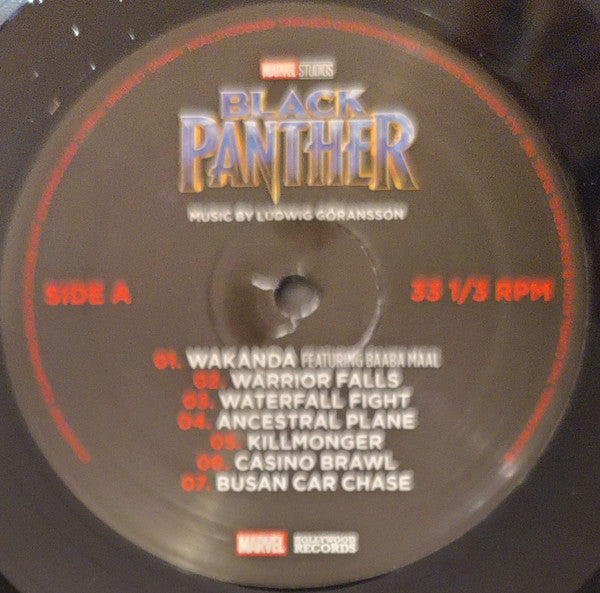 MARVEL STUDIOS
BLACK
PANTHER
MUSIC BY LUDWIG GÖRANSSON
SIDE A
33 1/3 RPM
01. WAKANDA FEATURING BAABA MAAL
02. WARRIOR FALLS
03. WATERFALL FIGHT
04. ANCESTRAL PLANE
05. KILLMONGER
06. CASINO BRAWL
07. BUSAN CAR CHASE
MARVEL HOLLYWOOD
RECORDS